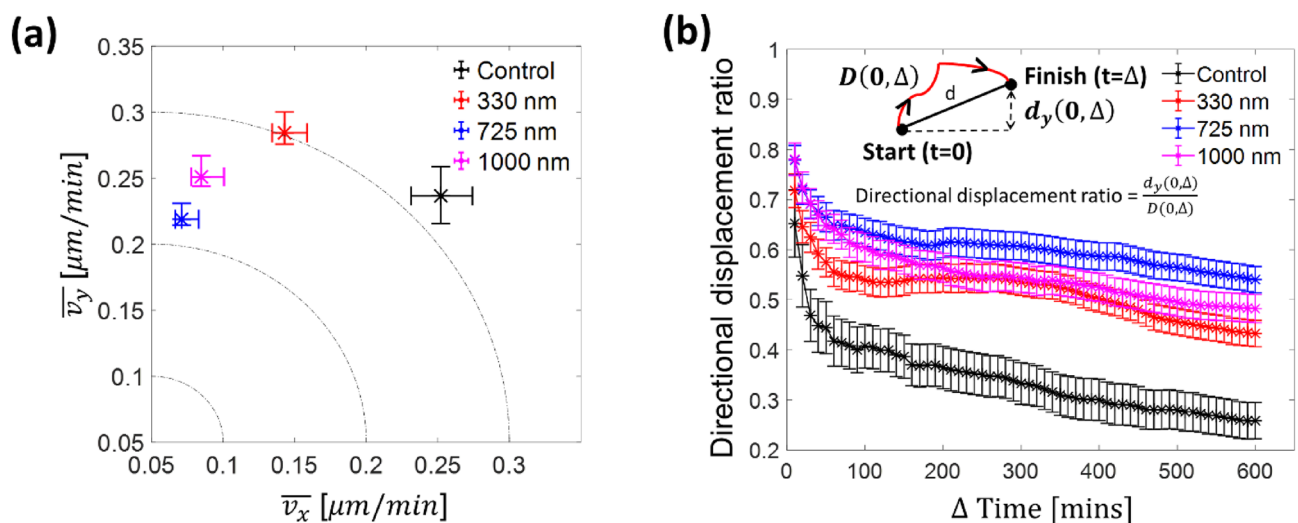 (a)
0.35
0.3
0.25
0.2
0.15
0.1
0.05
0.05
0.1
0.15
0.2
0.25
0.3
v̅_y̅ [μm/min]
v̅_x̅ [μm/min]
Control
330 nm
725 nm
1000 nm
(b)
1
0.9
0.8
0.7
0.6
0.5
0.4
0.3
0.2
0
100
200
300
400
500
600
Directional displacement ratio
Δ Time [mins]
D(0,Δ)
d
Finish (t=Δ)
d_y(0,Δ)
Start (t=0)
Control
330 nm
725 nm
1000 nm
Directional displacement ratio = d_y(0,Δ)/D(0,Δ)